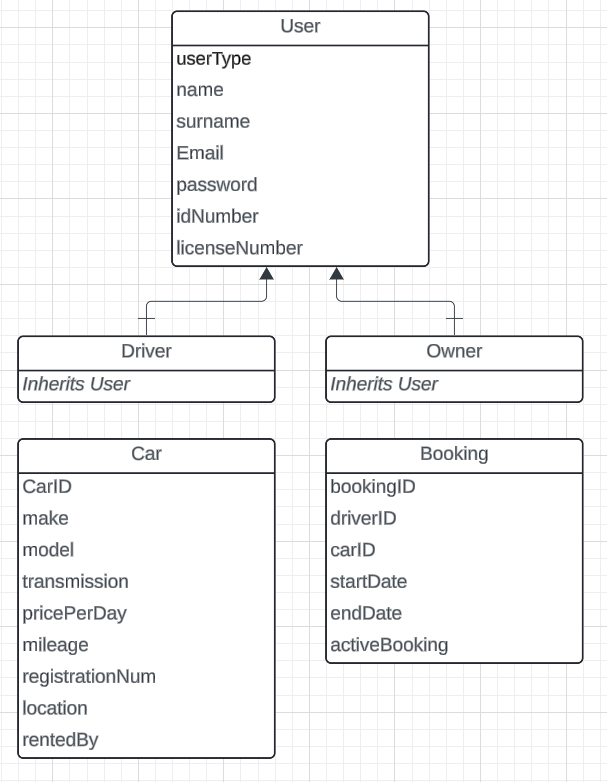 User
userType
name
surname
Email
password
idNumber
licenseNumber
Driver
Inherits User
Owner
Inherits User
Car
CarID
make
model
transmission
pricePerDay
mileage
registrationNum
location
rentedBy
Booking
bookingID
driverID
carID
startDate
endDate
activeBooking